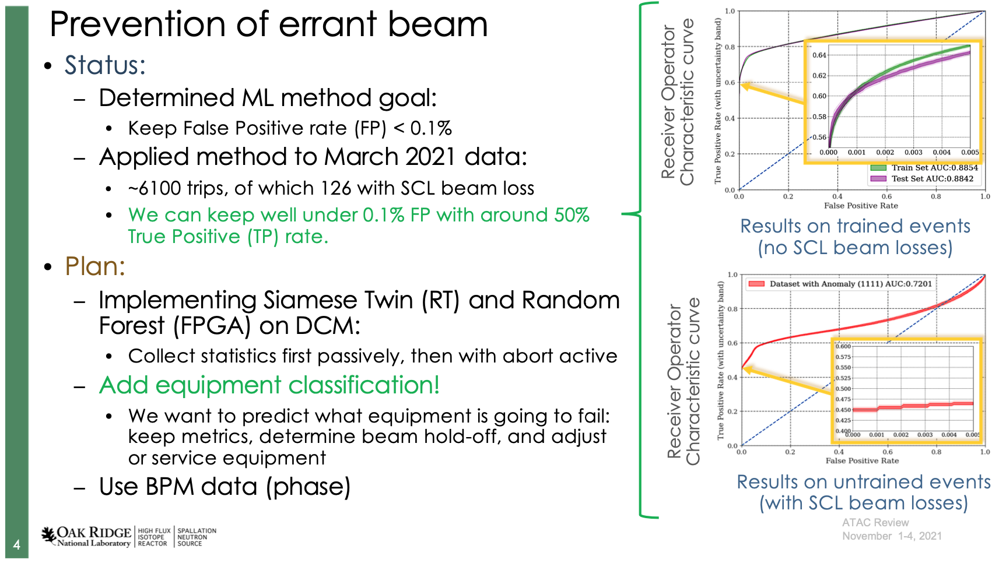 Prevention of errant beam
• Status:
– Determined ML method goal:
• Keep False Positive rate (FP) < 0.1%
– Applied method to March 2021 data:
• ~6100 trips, of which 126 with SCL beam loss
• We can keep well under 0.1% FP with around 50%
True Positive (TP) rate.
• Plan:
– Implementing Siamese Twin (RT) and Random
Forest (FPGA) on DCM:
• Collect statistics first passively, then with abort active
– Add equipment classification!
• We want to predict what equipment is going to fail:
keep metrics, determine beam hold-off, and adjust
or service equipment
– Use BPM data (phase)
Receiver Operator
Characteristic curve
True Positive Rate (with uncertainty band)
1.0
0.8
0.6
0.4
0.2
0.0
0.64
0.62
0.60
0.58
0.56
0.000 0.001 0.002 0.003 0.004 0.005
Train Set AUC:0.8854
Test Set AUC:0.8842
0.0 0.2 0.4 0.6 0.8 1.0
False Positive Rate
Results on trained events
(no SCL beam losses)
Receiver Operator
Characteristic curve
True Positive Rate (with uncertainty band)
1.0
0.8
0.6
0.4
0.2
0.0
Dataset with Anomaly (1111) AUC:0.7201
0.600
0.575
0.550
0.525
0.500
0.475
0.450
0.425
0.400
0.000 0.001 0.002 0.003 0.004 0.005
0.0 0.2 0.4 0.6 0.8 1.0
False Positive Rate
Results on untrained events
(with SCL beam losses)
ATAC Review
November 1-4, 2021
4
OAK RIDGE
National Laboratory
HIGH FLUX
ISOTOPE
REACTOR
SPALLATION
NEUTRON
SOURCE